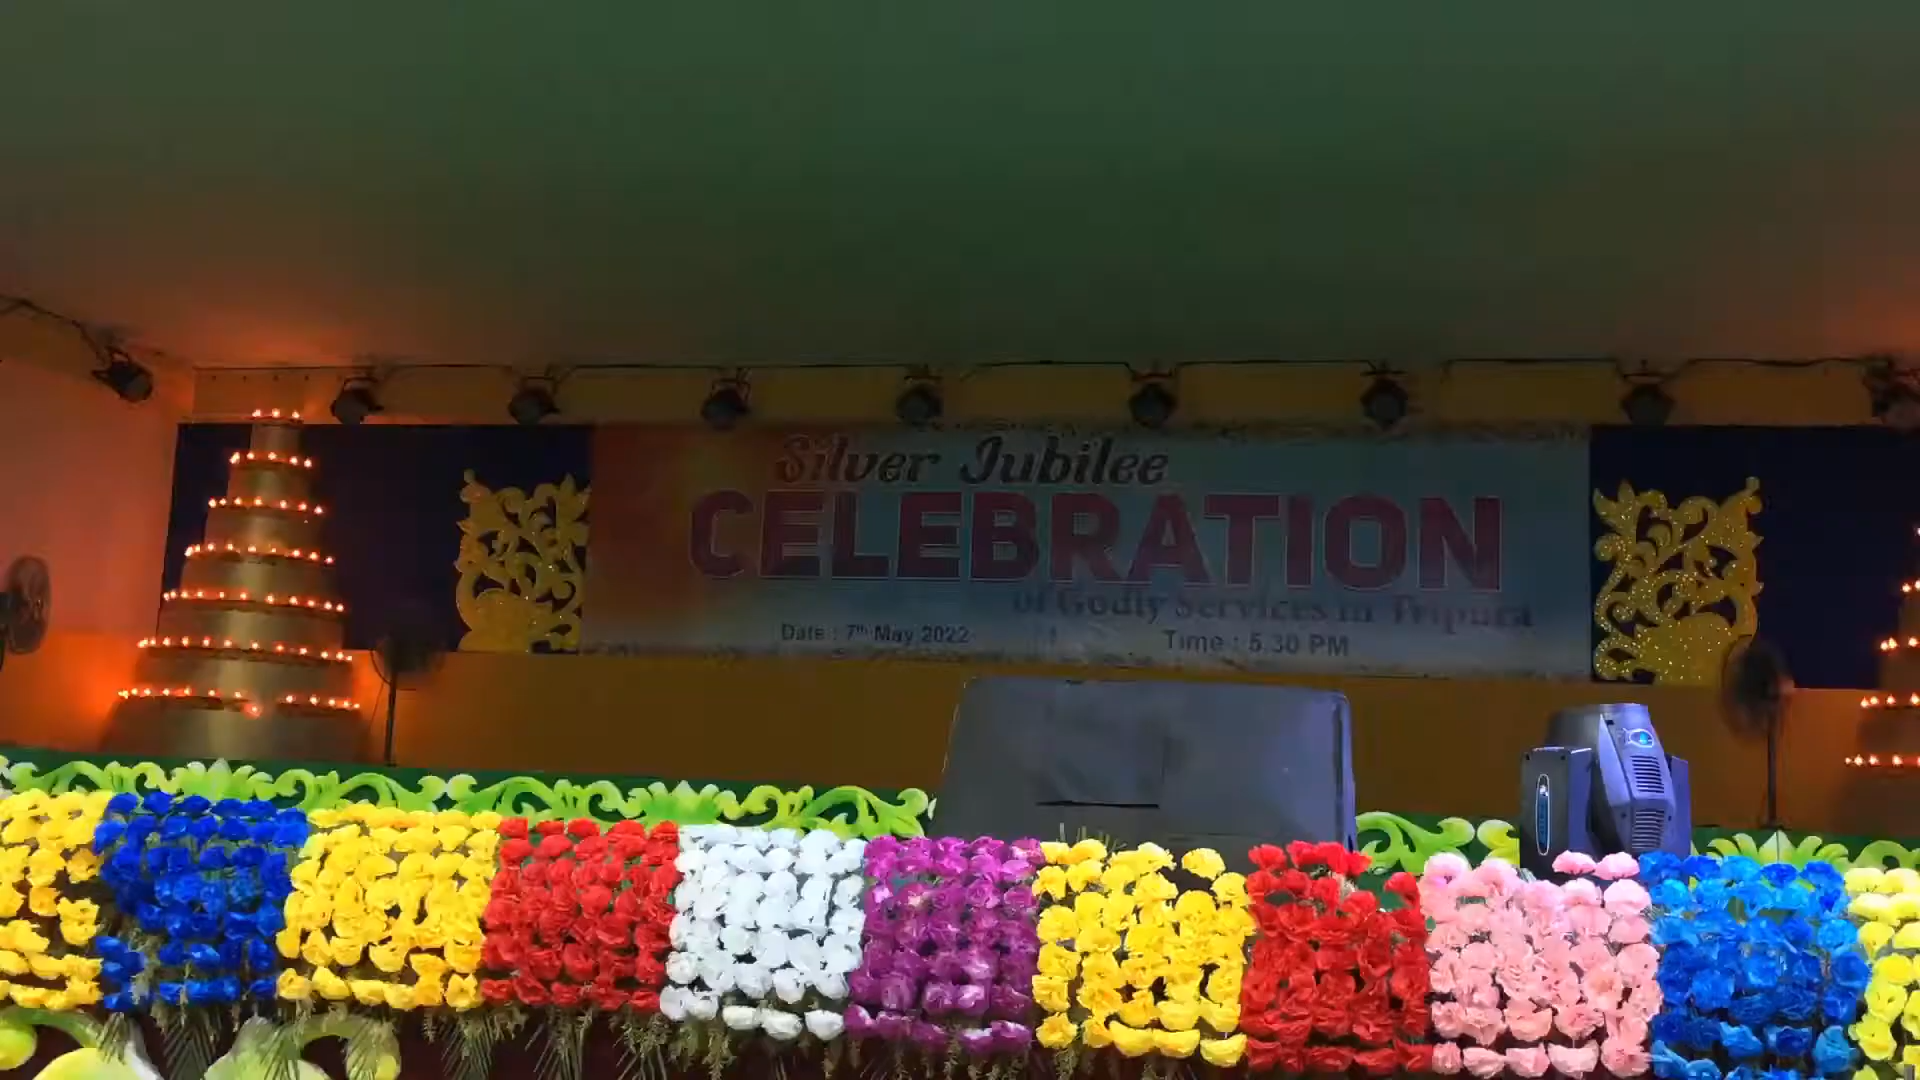 Silver Jubilee
CELEBRATION
of Godly Services in Tripura
Date : 7th May 2022
Time : 5.30 PM